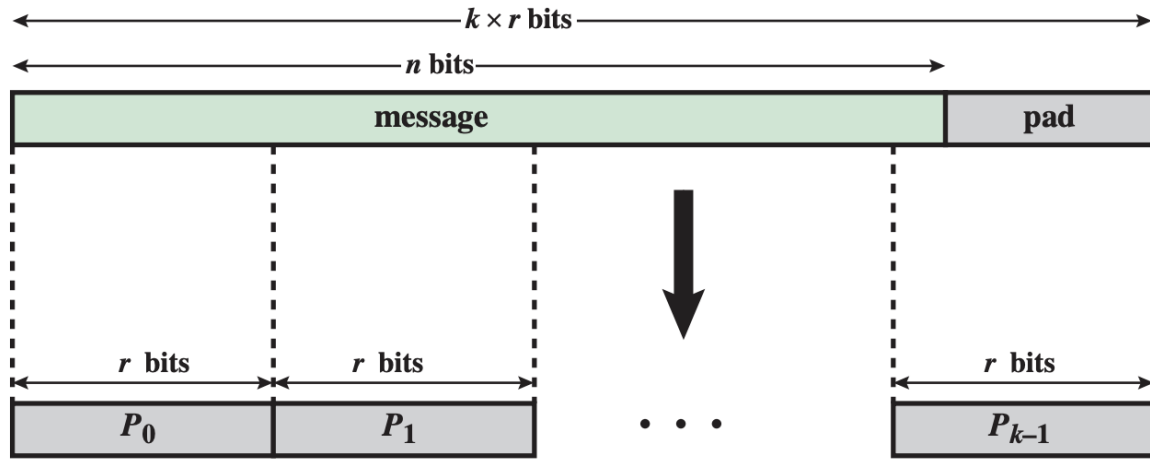 k × r bits
n bits
message pad
r bits r bits r bits
P0 P1 . . . Pk–1